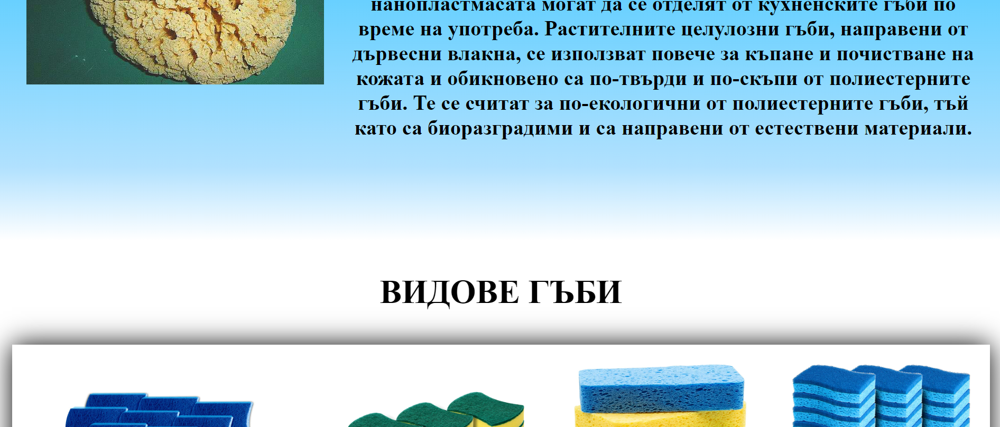 нанопластмасата могат да се отделят от кухненските гъби по
време на употреба. Растителните целулозни гъби, направени от
дървесни влакна, се използват повече за къпане и почистване на
кожата и обикновено са по-твърди и по-скъпи от полиестерните
гъби. Те се считат за по-екологични от полиестерните гъби, тъй
като са биоразградими и са направени от естествени материали.
ВИДОВЕ ГЪБИ